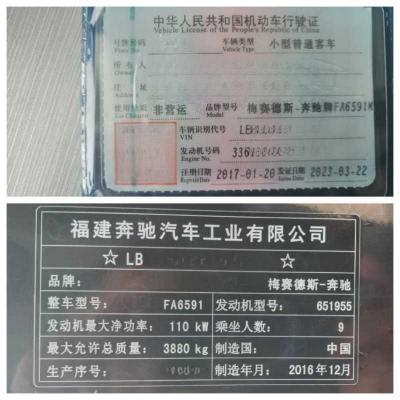 中华人民共和国机动车行驶证
Vehicle License of the People's Republic of China
号牌号码 车辆类型 小型普通客车
Plate No. Vehicle Type
所有人
住
使用性质 非营运 品牌型号 梅赛德斯-奔驰牌FA6591
车辆识别代号 LB
VIN
发动机号码 336
Engine No.
注册日期 2017-01-20 发证日期 2023-03-22
Register Date Issue Date
福建奔驰汽车工业有限公司
☆ LB ☆
品牌: 梅赛德斯-奔驰
整车型号: FA6591 发动机型号: 651955
发动机最大净功率: 110 kW 乘坐人数: 9
最大允许总质量: 3880 kg 制造国: 中国
生产序号: 制造年月: 2016年12月